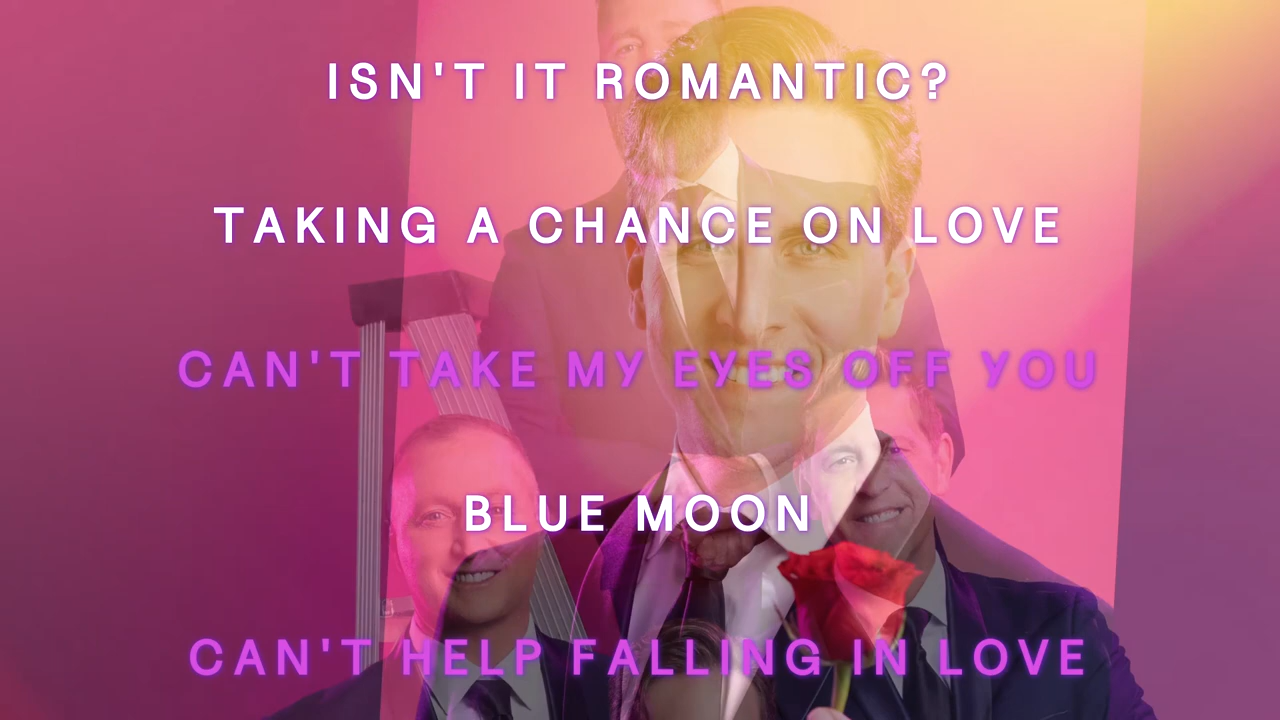 ISN'T IT ROMANTIC?
TAKING A CHANCE ON LOVE
CAN'T TAKE MY EYES OFF YOU
BLUE MOON
CAN'T HELP FALLING IN LOVE